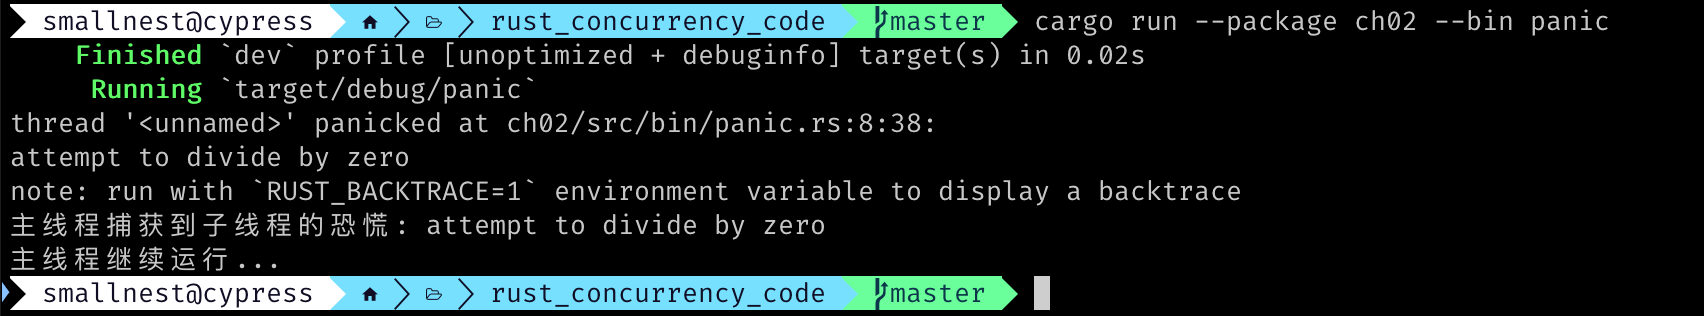 smallnest@cypress rust_concurrency_code master cargo run --package ch02 --bin panic
Finished `dev` profile [unoptimized + debuginfo] target(s) in 0.02s
Running `target/debug/panic`
thread '<unnamed>' panicked at ch02/src/bin/panic.rs:8:38:
attempt to divide by zero
note: run with `RUST_BACKTRACE=1` environment variable to display a backtrace
主线程捕获到子线程的恐慌: attempt to divide by zero
主线程继续运行...
smallnest@cypress rust_concurrency_code master